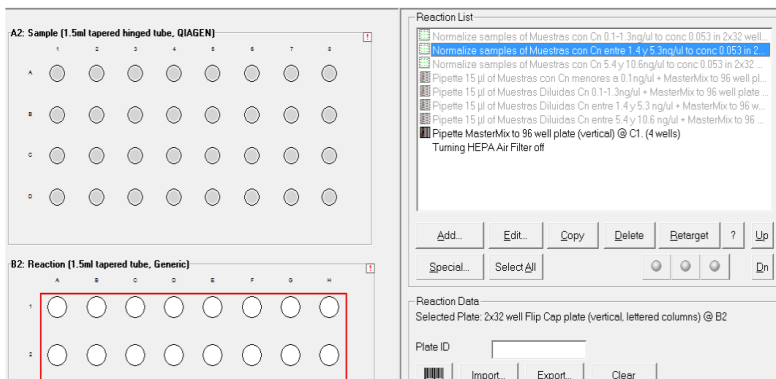 A2: Sample (1.5ml tapered hinged tube, QIAGEN)
!
1 2 3 4 5 6 7 8
A
B
C
D
B2: Reaction (1.5ml tapered tube, Generic)
!
A B C D E F G H
1
2
Reaction List
Normalize samples of Muestras con Cn 0.1-1.3ng/ul to conc 0.053 in 2x32 well...
Normalize samples of Muestras con Cn entre 1.4 y 5.3ng/ul to conc 0.053 in 2...
Normalize samples of Muestras con Cn 5.4 y 10.6ng/ul to conc 0.053 in 2x32 ...
Pipette 15 µl of Muestras con Cn menores a 0.1ng/ul + MasterMix to 96 well pl...
Pipette 15 µl of Muestras Diluidas Cn 0.1-1.3ng/ul + MasterMix to 96 well plate ...
Pipette 15 µl of Muestras Diluidas Cn entre 1.4 y 5.3 ng/ul + MasterMix to 96 w...
Pipette 15 µl of Muestras Diluidas Cn entre 5.4 y 10.6 ng/ul + MasterMix to 96 ...
Pipette MasterMix to 96 well plate (vertical) @ C1. (4 wells)
Turning HEPA Air Filter off
Add... Edit... Copy Delete Retarget ? Up
Special... Select All Dn
Reaction Data
Selected Plate: 2x32 well Flip Cap plate (vertical, lettered columns) @ B2
Plate ID
Import... Export... Clear